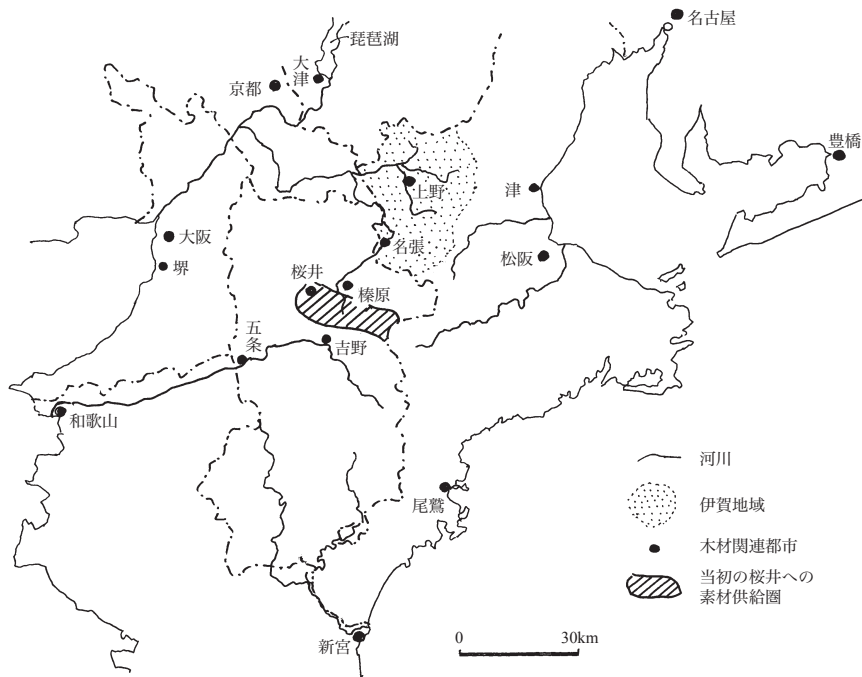 名古屋
琵琶湖
大津
京都
豊橋
上野
津
大阪
名張
松阪
堺
桜井
榛原
五条
吉野
和歌山
河川
尾鷲
伊賀地域
木材関連都市
当初の桜井への
素材供給圏
新宮
0 30km